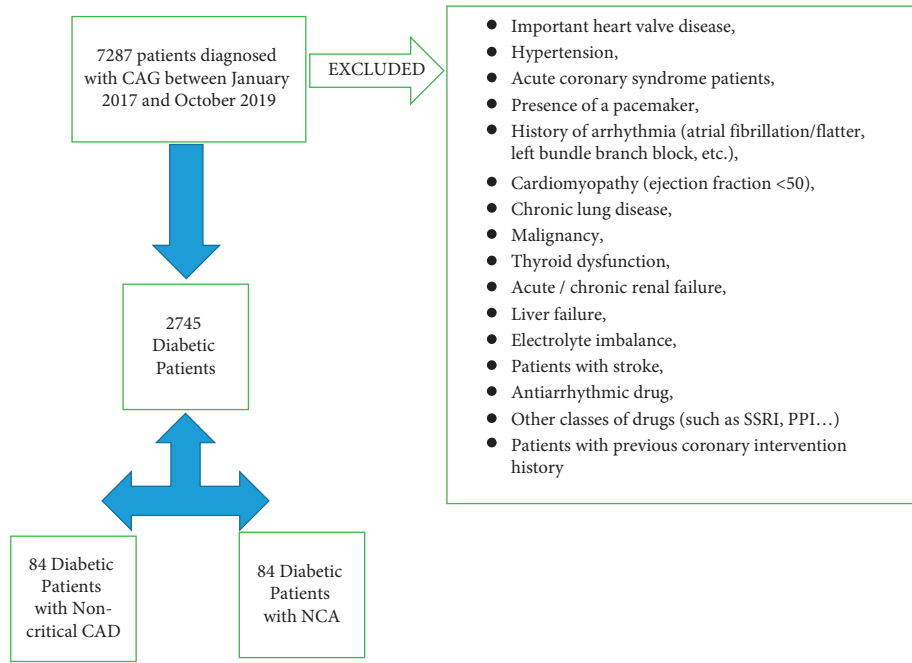 7287 patients diagnosed
with CAG between January
2017 and October 2019
EXCLUDED
● Important heart valve disease,
● Hypertension,
● Acute coronary syndrome patients,
● Presence of a pacemaker,
● History of arrhythmia (atrial fibrillation/flatter,
left bundle branch block, etc.),
● Cardiomyopathy (ejection fraction <50),
● Chronic lung disease,
● Malignancy,
● Thyroid dysfunction,
● Acute / chronic renal failure,
● Liver failure,
● Electrolyte imbalance,
● Patients with stroke,
● Antiarrhythmic drug,
● Other classes of drugs (such as SSRI, PPI…)
● Patients with previous coronary intervention
history
2745
Diabetic
Patients
84 Diabetic
Patients
with Non-
critical CAD
84 Diabetic
Patients
with NCA